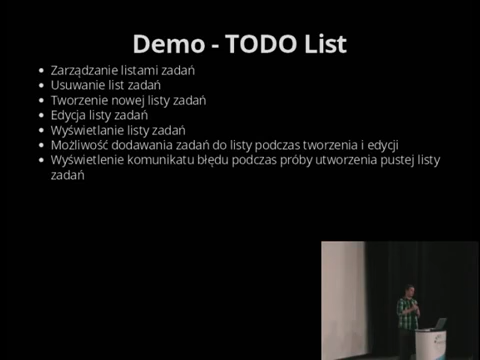 Demo - TODO List
Zarządzanie listami zadań
Usuwanie list zadań
Tworzenie nowej listy zadań
Edycja listy zadań
Wyświetlanie listy zadań
Możliwość dodawania zadań do listy podczas tworzenia i edycji
Wyświetlenie komunikatu błędu podczas próby utworzenia pustej listy
zadań